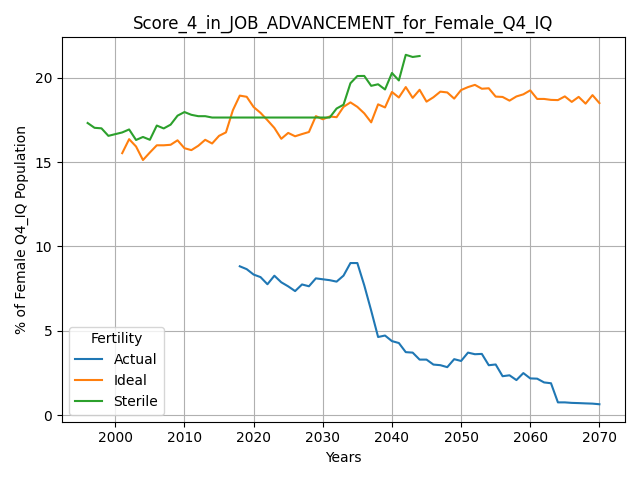 Score_4_in_JOB_ADVANCEMENT_for_Female_Q4_IQ
% of Female Q4_IQ Population
20
15
10
5
0
Fertility
Actual
Ideal
Sterile
2000 2010 2020 2030 2040 2050 2060 2070
Years